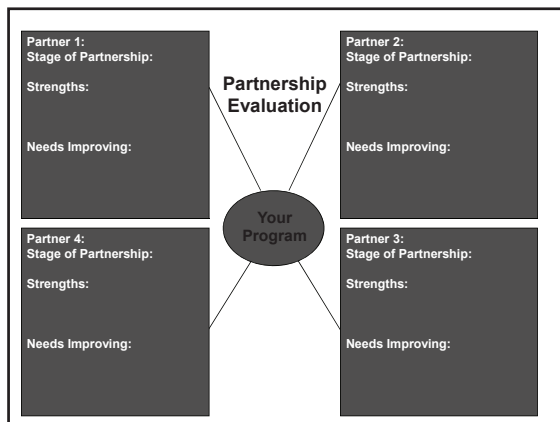 Partner 1:
Stage of Partnership:
Strengths:
Needs Improving:
Partnership
Evaluation
Partner 2:
Stage of Partnership:
Strengths:
Needs Improving:
Your
Program
Partner 4:
Stage of Partnership:
Strengths:
Needs Improving:
Partner 3:
Stage of Partnership:
Strengths:
Needs Improving: